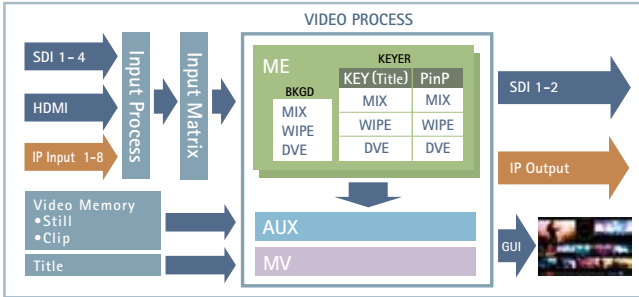 VIDEO PROCESS
SDI 1-4
HDMI
IP Input 1-8
Input Process
Input Matrix
ME
KEYER
BKGD
KEY (Title) PinP
MIX
WIPE
DVE
MIX MIX
WIPE WIPE
DVE DVE
SDI 1-2
IP Output
Video Memory
•Still
•Clip
Title
AUX
MV
GUI